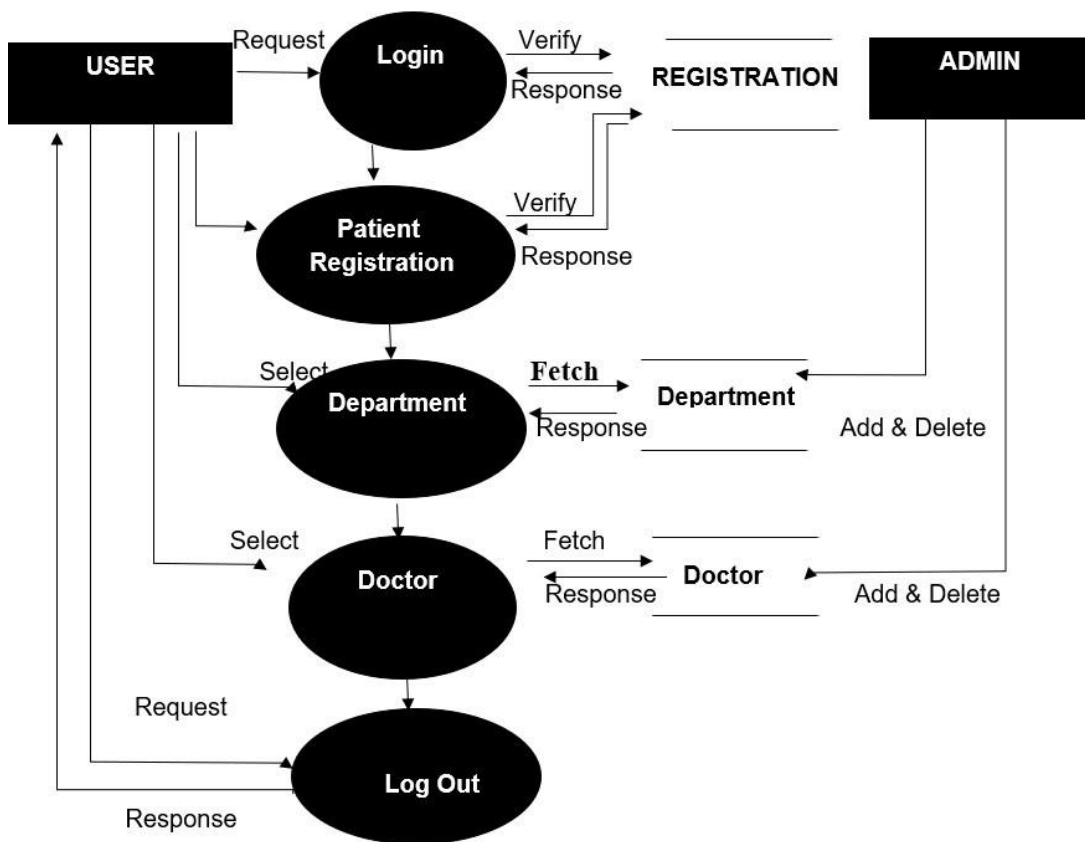 Request
Login
Verify
USER
REGISTRATION
ADMIN
Response
Patient
Registration
Verify
Response
Select
Department
Fetch
Response
Department
Add & Delete
Select
Doctor
Fetch
Response
Doctor
Add & Delete
Request
Log Out
Response